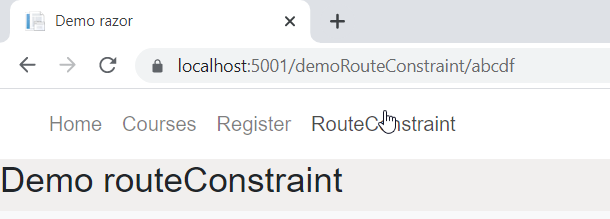 Demo razor
localhost:5001/demoRouteConstraint/abcdf
Home Courses Register RouteConstraint
Demo routeConstraint